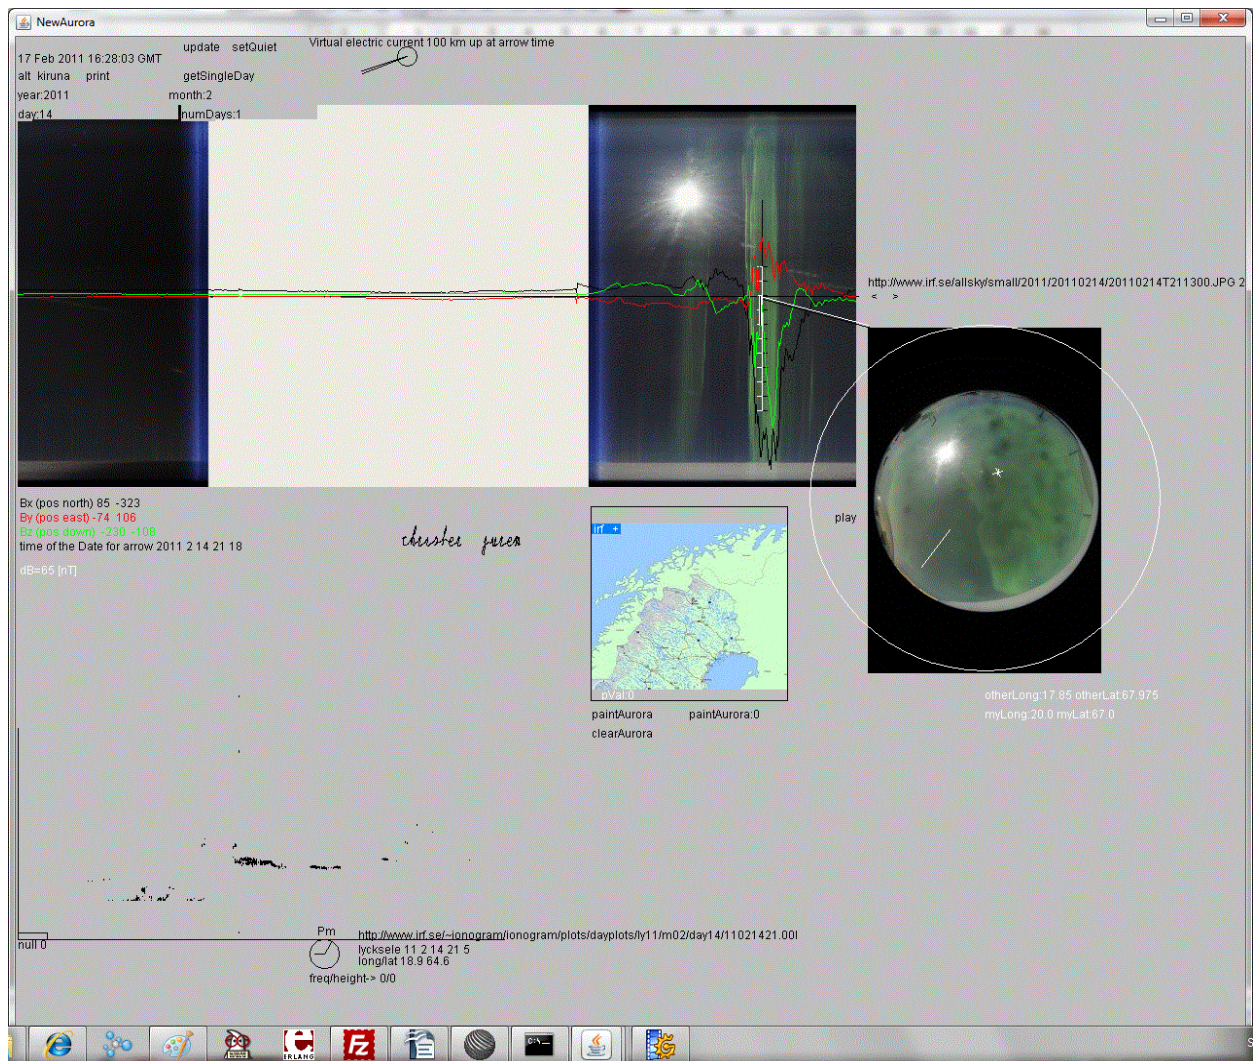 NewAurora
update setQuiet Virtual electric current 100 km up at arrow time
17 Feb 2011 16:28:03 GMT
alt kiruna print getSingleDay
year:2011 month:2
day:14 numDays:1
http://www.irf.se/allsky/small/2011/20110214/20110214T211300.JPG 2
< >
Bx (pos north) 85 -323
By (pos east) -74 106
Bz (pos down) -230 -108
time of the Date for arrow 2011 2 14 21 18
dB=65 [nT]
irf +
play
pVal:0
otherLong:17.85 otherLat:67.975
myLong:20.0 myLat:67.0
paintAurora paintAurora:0
clearAurora
null 0
Pm
http://www.irf.se/~ionogram/ionogram/plots/dayplots/ly11/m02/day14/11021421.00l
lycksele 11 2 14 21 5
long/lat 18.9 64.6
freq/height-> 0/0
ERLANG
Fz
C:\_